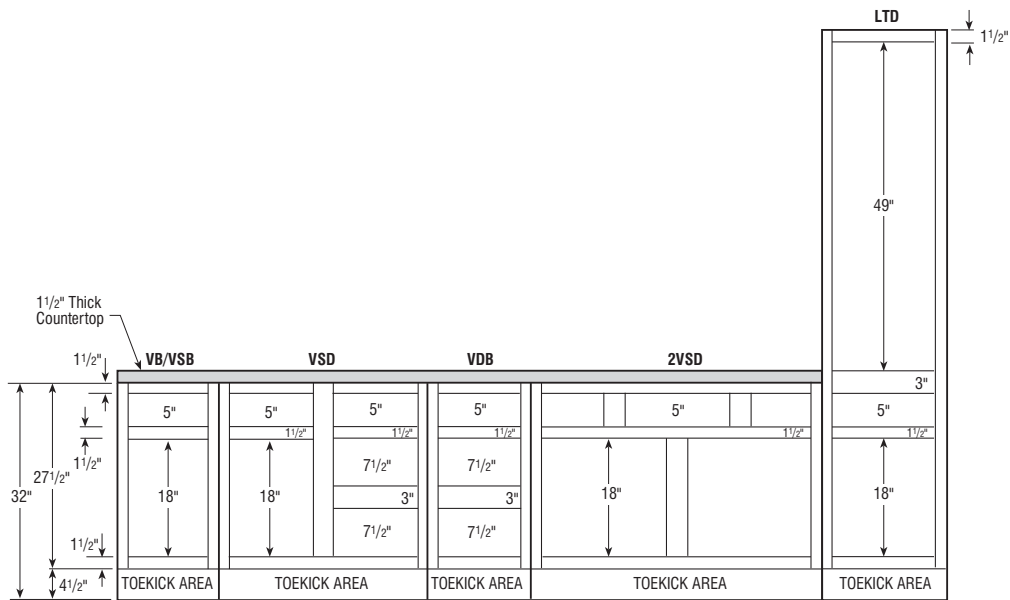 LTD
1 1/2"
49"
1 1/2" Thick
Countertop
1 1/2"
VB/VSB
VSD
VDB
2VSD
3"
5"
5"
5"
5"
5"
5"
1 1/2"
1 1/2"
1 1/2"
1 1/2"
1 1/2"
1 1/2"
27 1/2"
7 1/2"
7 1/2"
32"
18"
18"
3"
3"
18"
18"
7 1/2"
7 1/2"
1 1/2"
4 1/2"
TOEKICK AREA
TOEKICK AREA
TOEKICK AREA
TOEKICK AREA
TOEKICK AREA